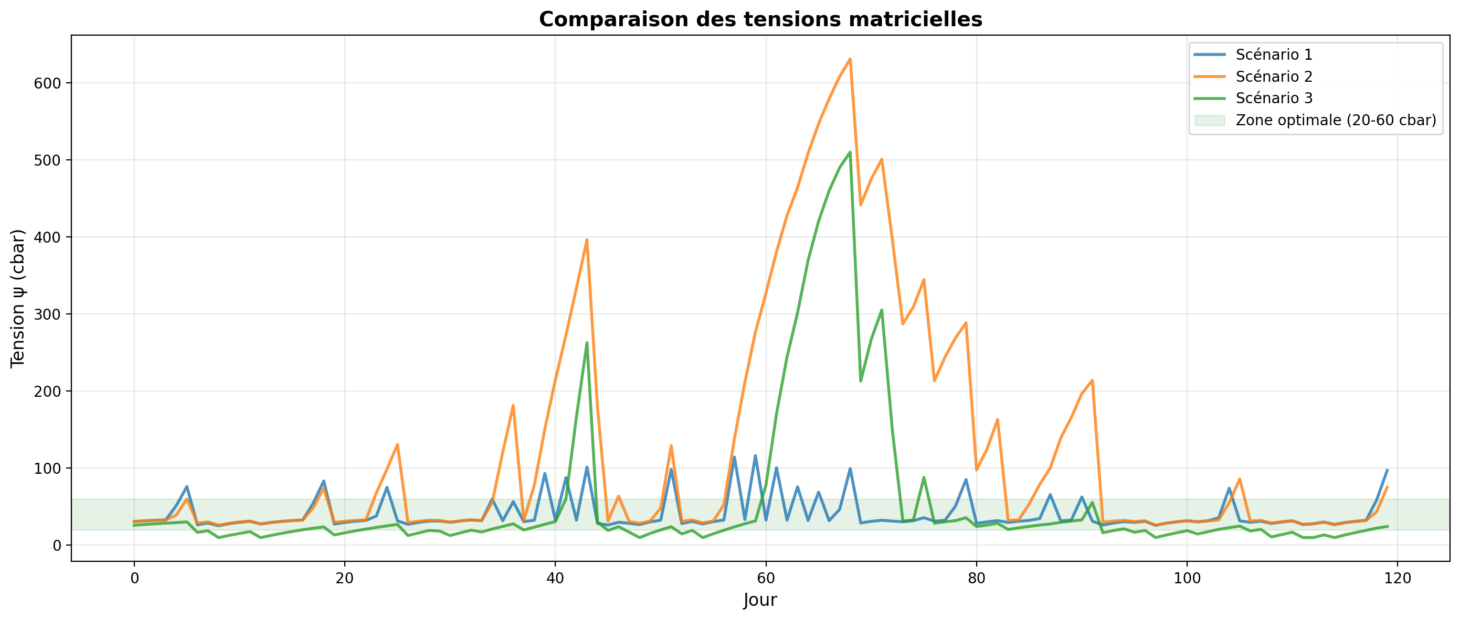 Comparaison des tensions matricielles
Scénario 1
Scénario 2
Scénario 3
Zone optimale (20-60 cbar)
Tension ψ (cbar)
600
500
400
300
200
100
0
0 20 40 60 80 100 120
Jour